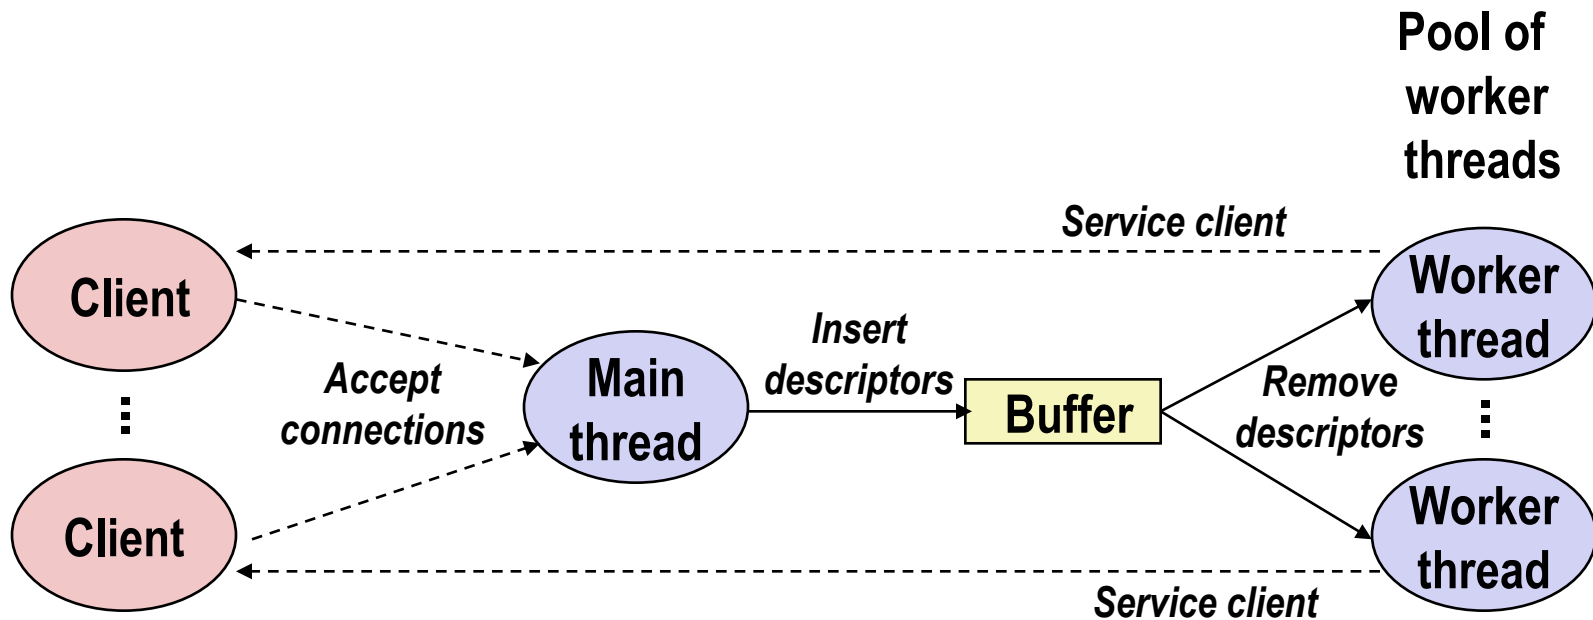 Pool of
worker
threads
Service client
Client
Worker
thread
Insert
descriptors
Accept
connections
Main
thread
Buffer
Remove
descriptors
Client
Worker
thread
Service client